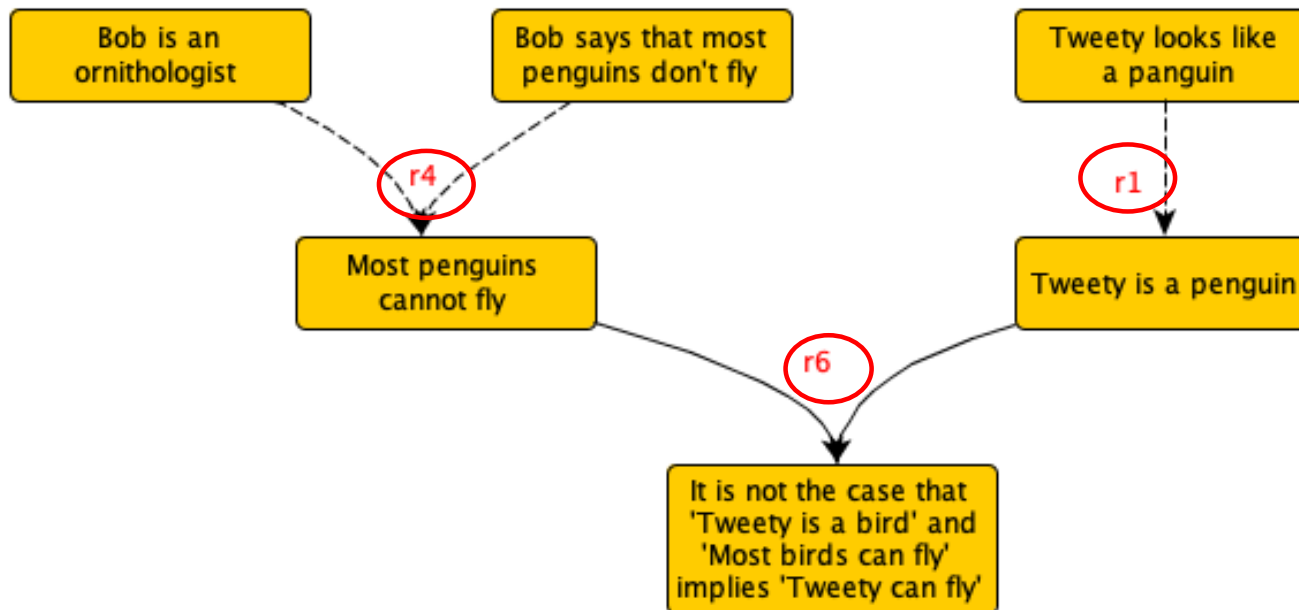 Bob is an
ornithologist
Bob says that most
penguins don't fly
Tweety looks like
a panguin
r4
r1
Most penguins
cannot fly
Tweety is a penguin
r6
It is not the case that
'Tweety is a bird' and
'Most birds can fly'
implies 'Tweety can fly'